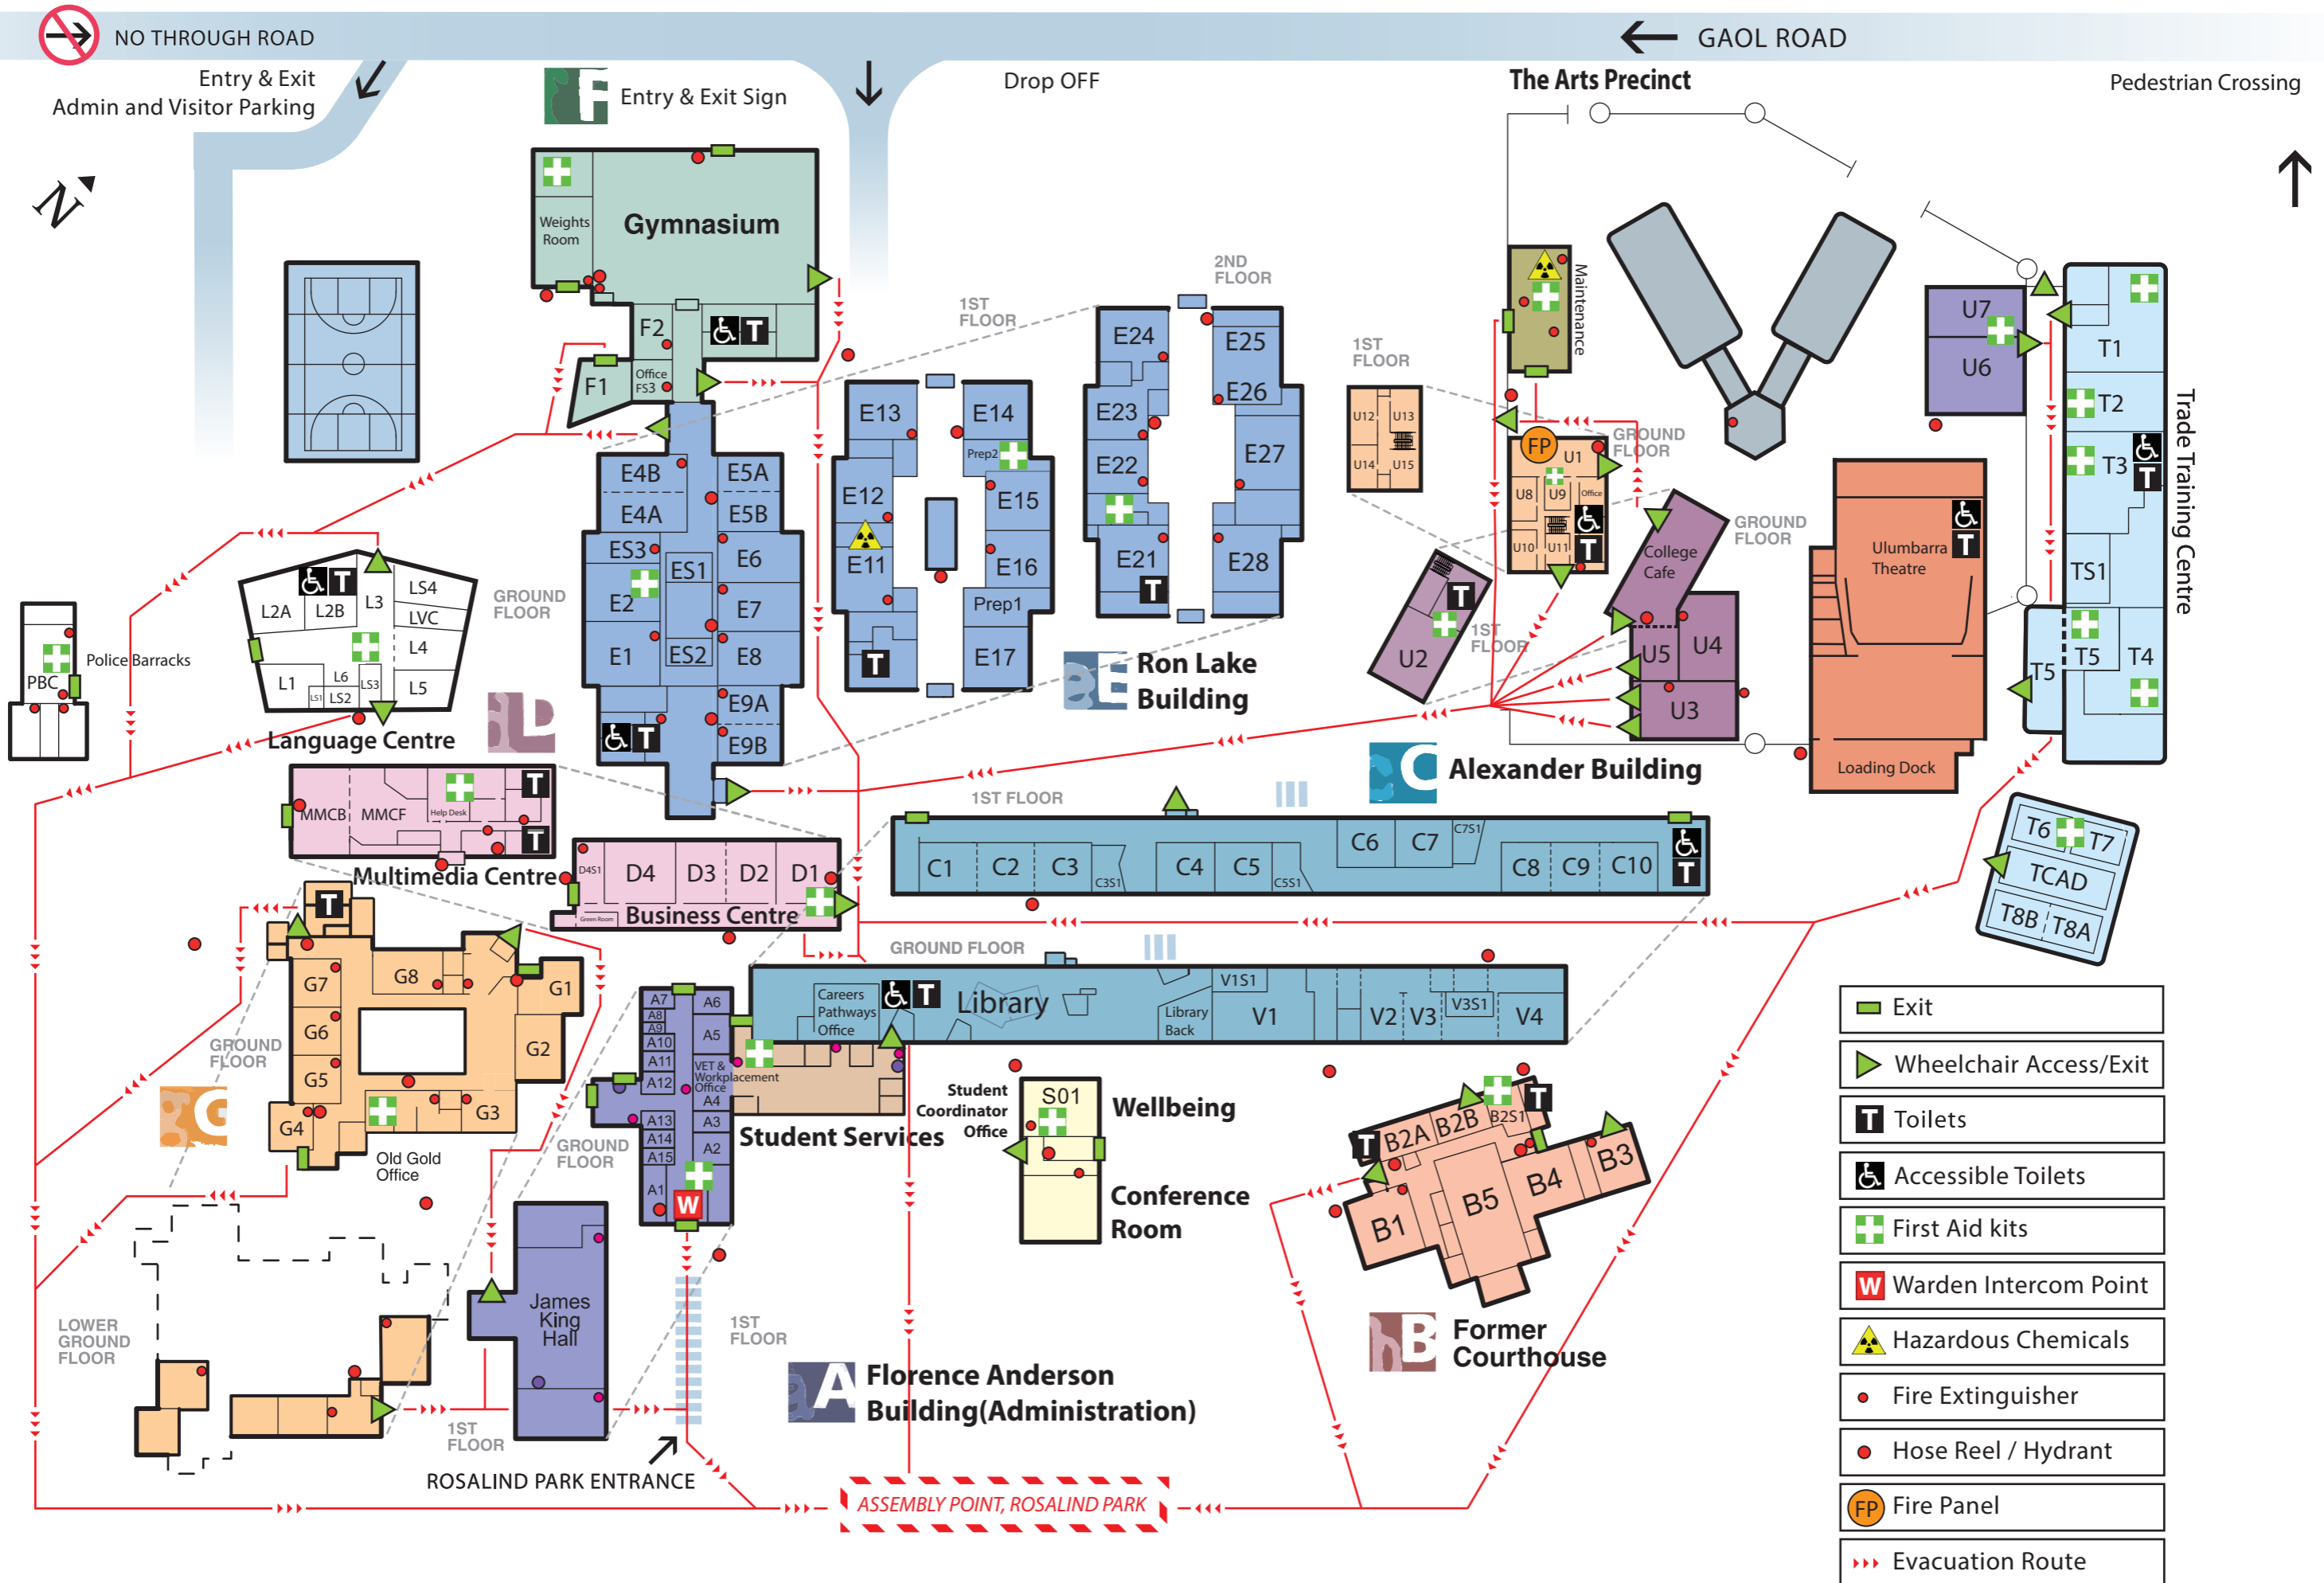 NO THROUGH ROAD
GAOL ROAD
Entry & Exit
Admin and Visitor Parking
F
Entry & Exit Sign
Drop OFF
The Arts Precinct
Pedestrian Crossing
N
Weights
Room
Gymnasium
F2
T
Office
FS3
F1
1ST
FLOOR
2ND
FLOOR
E24
E25
E26
E23
E22
E27
E21
E28
T
E13
E14
Prep2
E12
E15
E11
E16
Prep1
E17
T
E4B
E5A
E4A
E5B
ES3
ES1
E6
E2
E7
E1
ES2
E8
E9A
E9B
T
GROUND
FLOOR
E
Ron Lake
Building
Maintenance
1ST
FLOOR
U12
U13
U14
U15
FP
U1
GROUND
FLOOR
U8
U9
Office
U10
U11
T
College
Cafe
GROUND
FLOOR
U2
T
1ST
FLOOR
U5
U4
U3
U7
U6
Ulumbarra
Theatre
T
Loading Dock
T1
T2
T3
T
TS1
T5
T5
T4
Trade Training Centre
T6
T7
TCAD
T8B
T8A
PBC
Police Barracks
L2A
L2B
T
L3
LS4
LVC
L4
L1
L6
LS1
LS2
LS3
L5
Language Centre
D
MMCB
MMCF
Help Desk
T
T
Multimedia Centre
D4S1
D4
D3
D2
D1
Green Room
Business Centre
C
Alexander Building
1ST FLOOR
C1
C2
C3
C3S1
C4
C5
C5S1
C6
C7
C7S1
C8
C9
C10
T
GROUND FLOOR
Careers
Pathways
Office
T
Library
Library
Back
V1S1
V1
V2
V3
V3S1
V4
T
G7
G8
G1
G6
G2
G5
G4
G3
GROUND
FLOOR
G
Old Gold
Office
LOWER
GROUND
FLOOR
A7
A6
A8
A9
A5
A10
A11
VET &
Workplacement
Office
A12
A4
A13
A3
A14
A2
A15
A1
W
GROUND
FLOOR
Student Services
Student
Coordinator
Office
S01
Wellbeing
Conference
Room
T
B2A
B2B
B2S1
T
B3
B4
B5
B1
B
Former
Courthouse
James
King
Hall
1ST
FLOOR
1ST
FLOOR
A
Florence Anderson
Building(Administration)
ROSALIND PARK ENTRANCE
ASSEMBLY POINT, ROSALIND PARK
Exit
Wheelchair Access/Exit
T Toilets
Accessible Toilets
First Aid kits
W Warden Intercom Point
Hazardous Chemicals
Fire Extinguisher
Hose Reel / Hydrant
FP Fire Panel
Evacuation Route